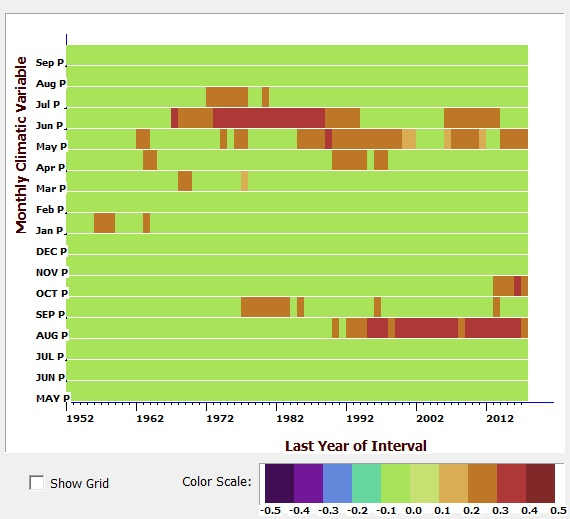 Monthly Climatic Variable
Sep P.
Aug P.
Jul P.
Jun P.
May P.
Apr P.
Mar P.
Feb P.
Jan P.
DEC P.
NOV P.
OCT P.
SEP P.
AUG P.
JUL P.
JUN P.
MAY P.
1952 1962 1972 1982 1992 2002 2012
Last Year of Interval
Show Grid
Color Scale:
-0.5 -0.4 -0.3 -0.2 -0.1 0.0 0.1 0.2 0.3 0.4 0.5